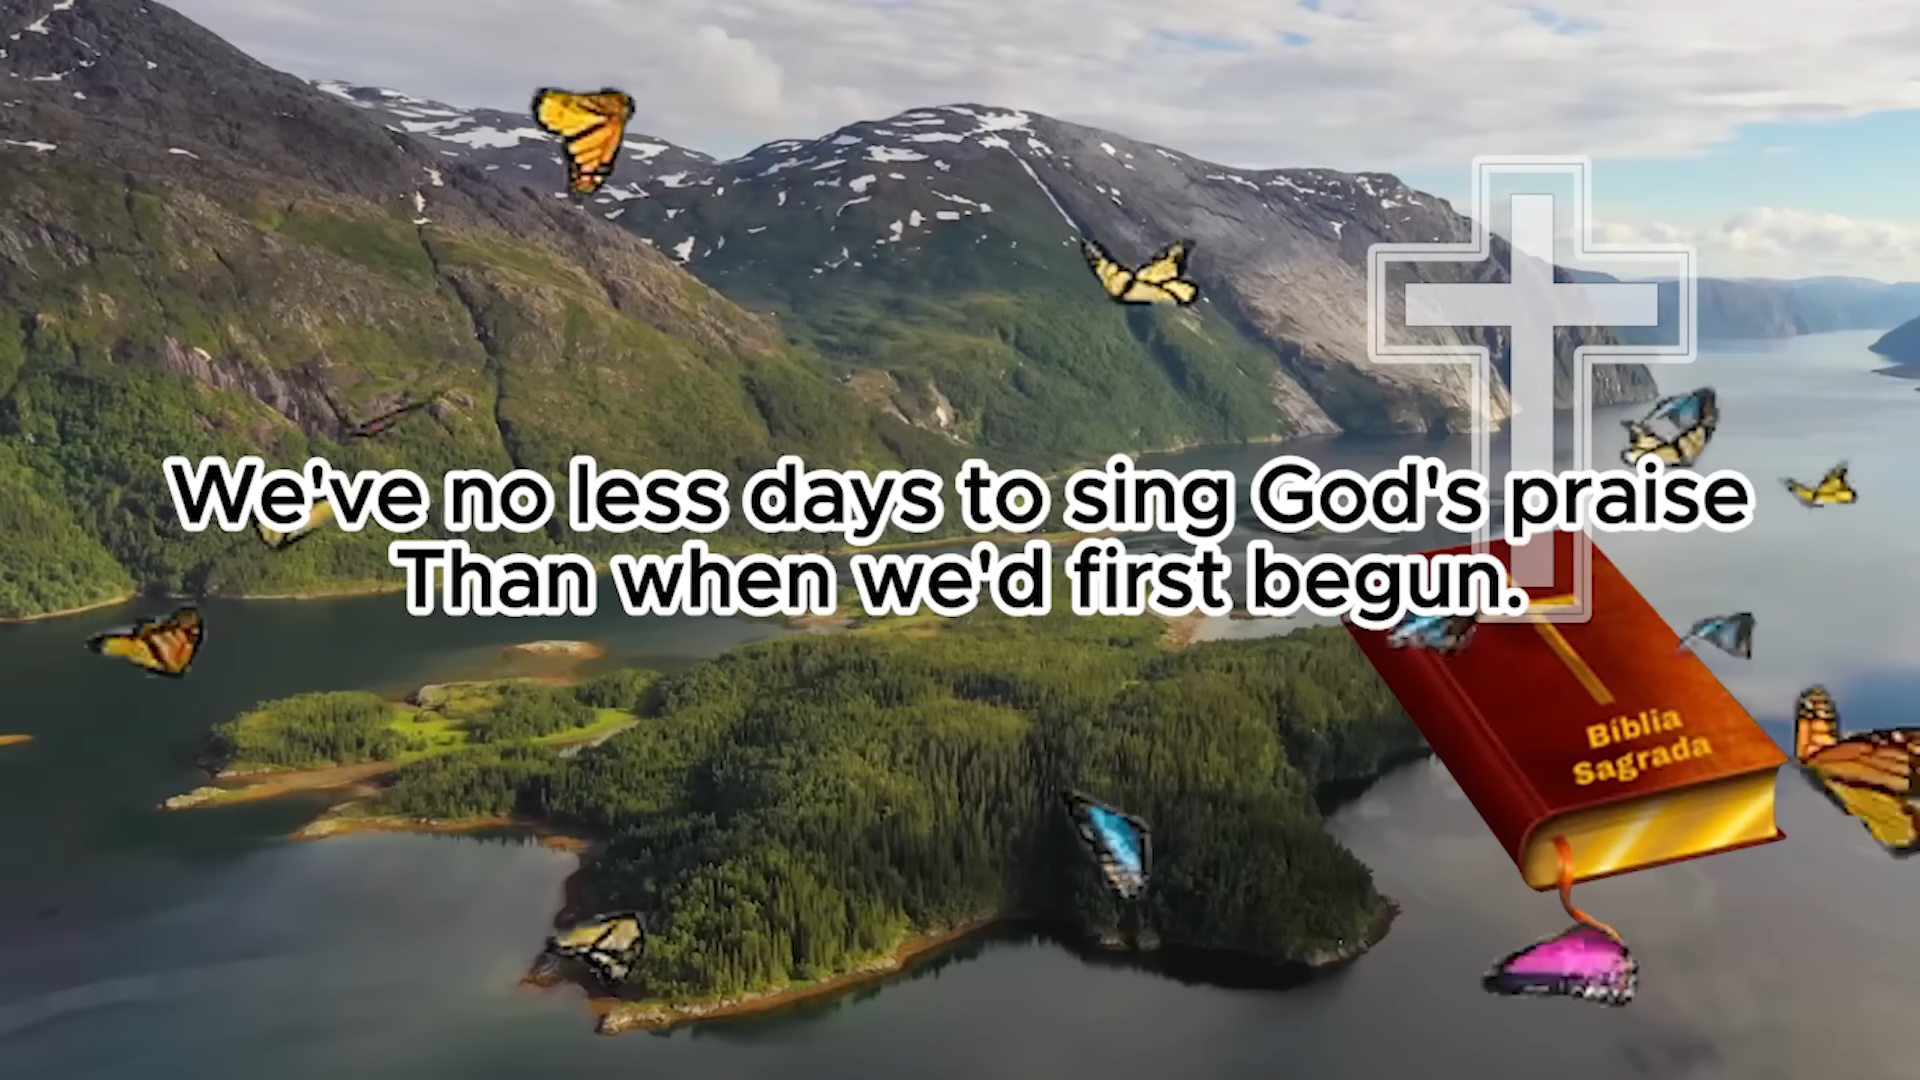 We've no less days to sing God's praise
Than when we'd first begun.
Bíblia
Sagrada